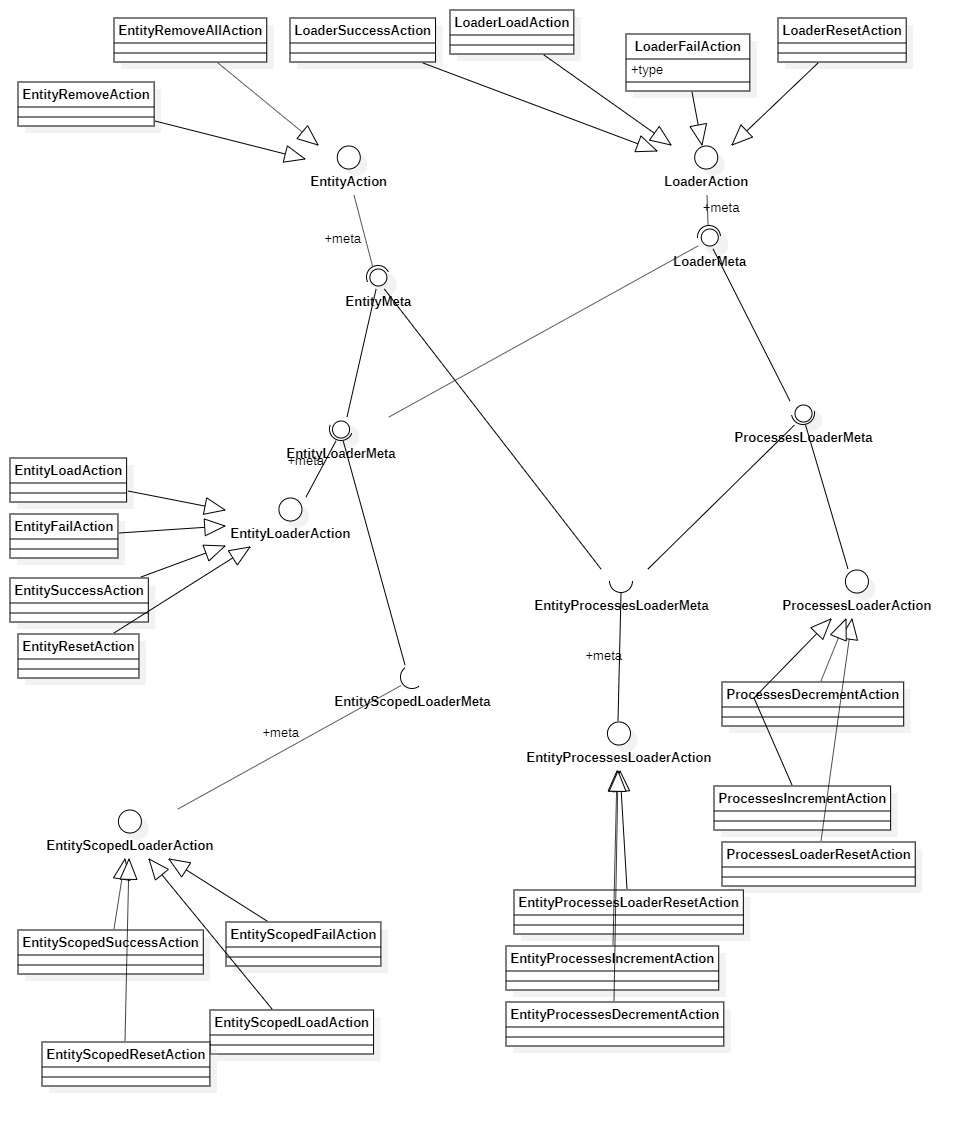 EntityRemoveAllAction
LoaderSuccessAction
LoaderLoadAction
LoaderFailAction
+type
LoaderResetAction
EntityRemoveAction
EntityAction
LoaderAction
+meta
+meta
LoaderMeta
EntityMeta
ProcessesLoaderMeta
EntityLoaderMeta
+meta
EntityLoadAction
EntityFailAction
EntityLoaderAction
EntitySuccessAction
EntityProcessesLoaderMeta
ProcessesLoaderAction
EntityResetAction
+meta
EntityScopedLoaderMeta
ProcessesDecrementAction
+meta
EntityProcessesLoaderAction
ProcessesIncrementAction
EntityScopedLoaderAction
ProcessesLoaderResetAction
EntityProcessesLoaderResetAction
EntityScopedSuccessAction
EntityScopedFailAction
EntityProcessesIncrementAction
EntityProcessesDecrementAction
EntityScopedLoadAction
EntityScopedResetAction